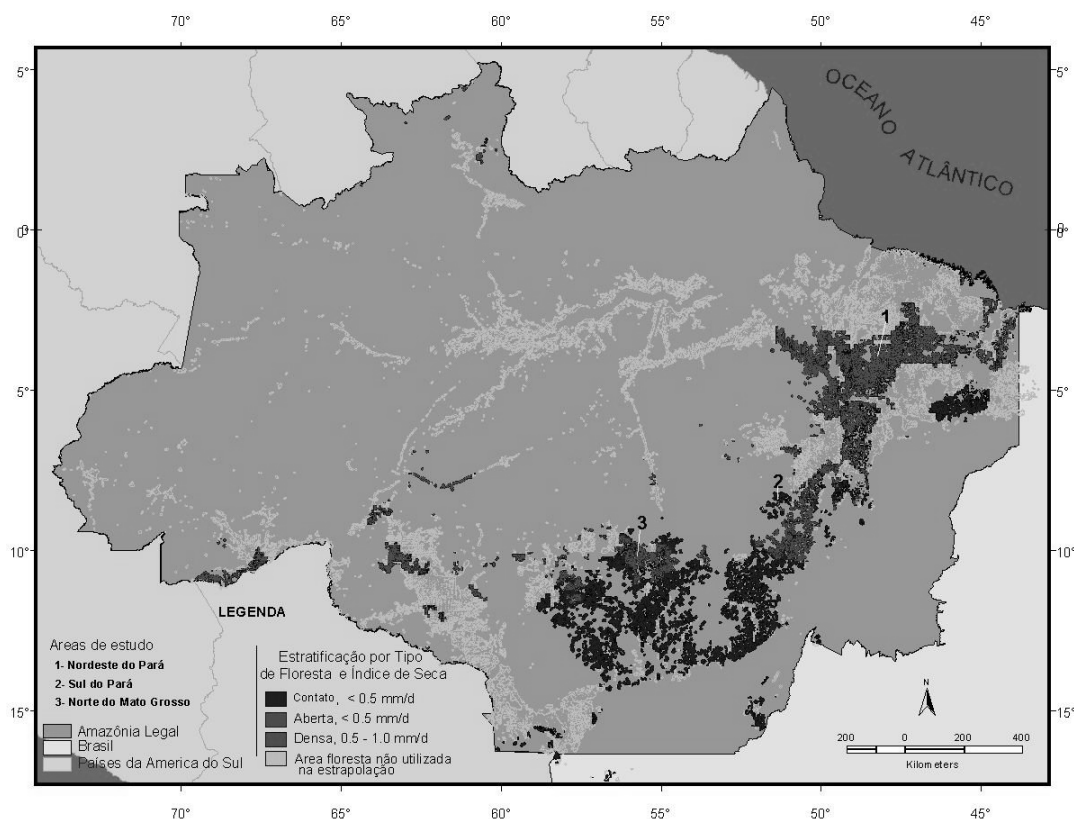 70° 65° 60° 55° 50° 45°
5° 5°
OCEANO
ATLÂNTICO
0° 0°
1
5° 5°
2
3
10° 10°
LEGENDA
Areas de estudo
1- Nordeste do Pará
2- Sul do Pará
3- Norte do Mato Grosso
Amazônia Legal
Brasil
Países da America do Sul
Estratificação por Tipo
de Floresta e Índice de Seca
Contato, < 0.5 mm/d
Aberta, < 0.5 mm/d
Densa, 0.5 - 1.0 mm/d
Area floresta não utilizada
na estrapolação
N
15° 15°
200 0 200 400
Kilometers
70° 65° 60° 55° 50° 45°